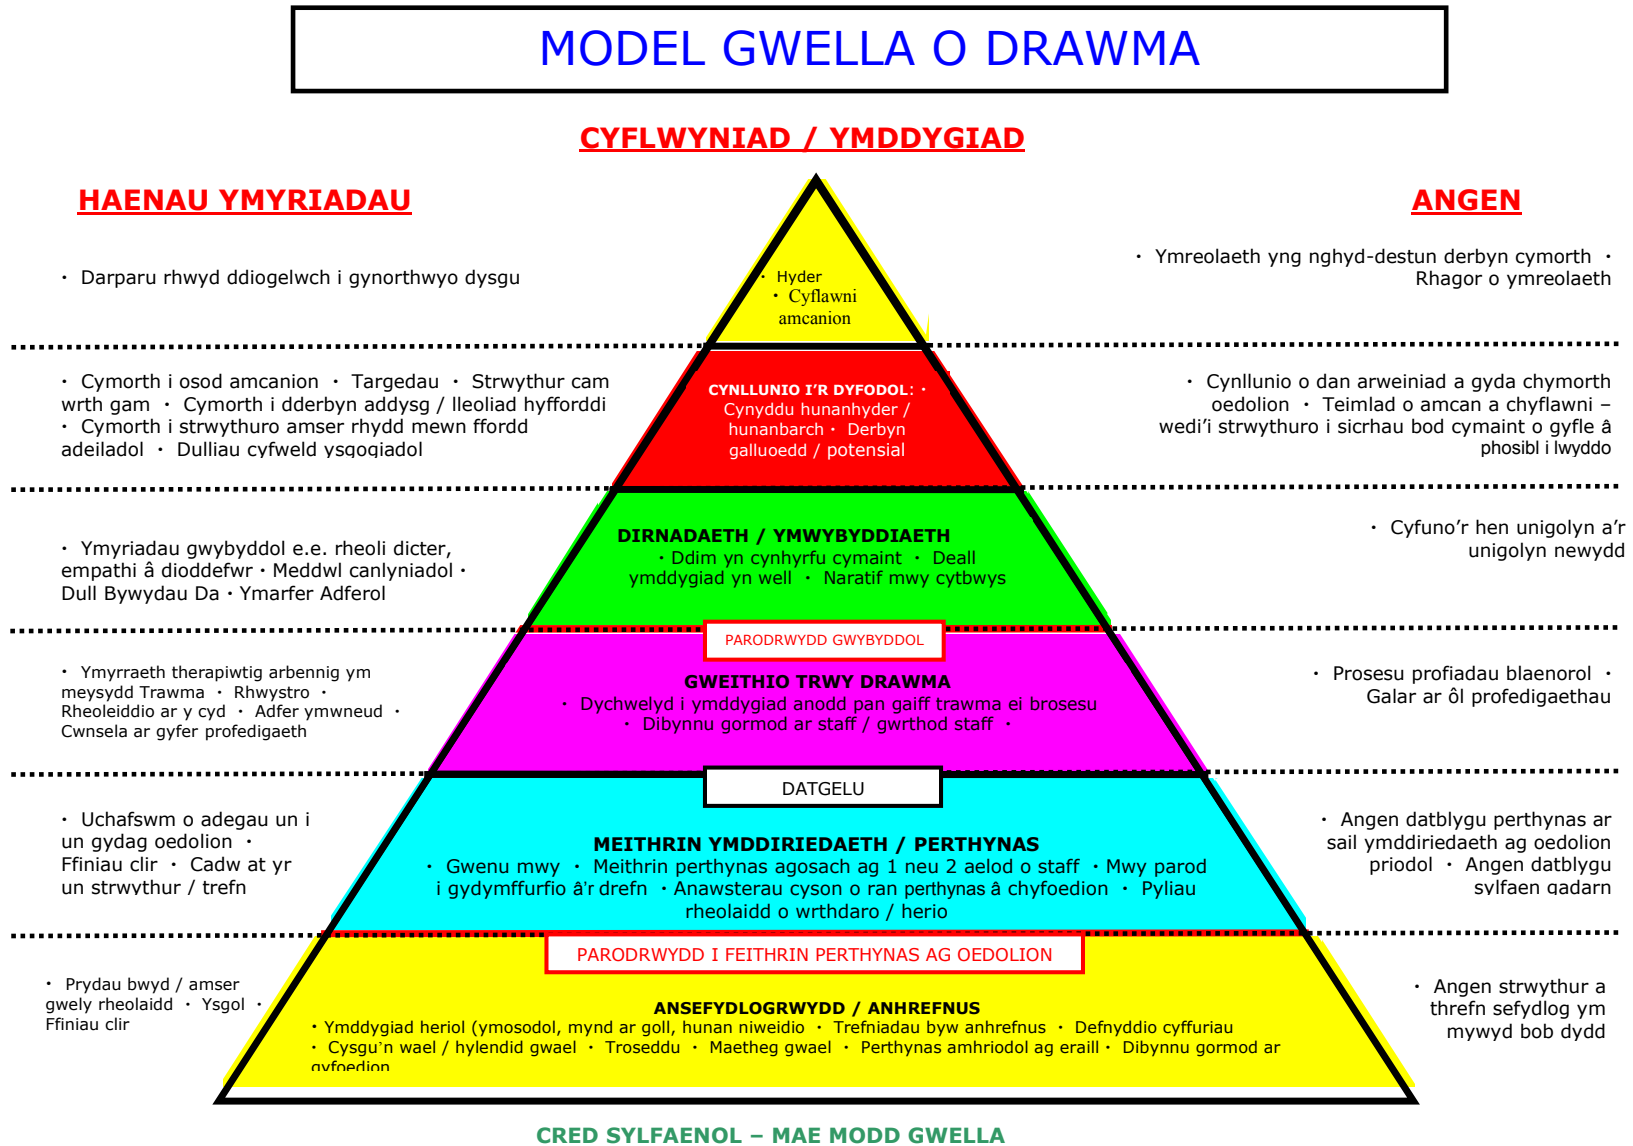 MODEL GWELLA O DRAWMA
CYFLWYNIAD / YMDDYGIAD
HAENAU YMYRIADAU
ANGEN
· Darparu rhwyd ddiogelwch i gynorthwyo dysgu
· Hyder
· Cyflawni
amcanion
· Ymreolaeth yng nghyd-destun derbyn cymorth ·
Rhagor o ymreolaeth
· Cymorth i osod amcanion · Targedau · Strwythur cam
wrth gam · Cymorth i dderbyn addysg / lleoliad hyfforddi
· Cymorth i strwythuro amser rhydd mewn ffordd
adeiladol · Dulliau cyfweld ysgogiadol
CYNLLUNIO I'R DYFODOL: ·
Cynyddu hunanhyder /
hunanbarch · Derbyn
galluoedd / potensial
· Cynllunio o dan arweiniad a gyda chymorth
oedolion · Teimlad o amcan a chyflawni –
wedi'i strwythuro i sicrhau bod cymaint o gyfle â
phosibl i lwyddo
· Ymyriadau gwybyddol e.e. rheoli dicter,
empathi â dioddefwr · Meddwl canlyniadol ·
Dull Bywydau Da · Ymarfer Adferol
DIRNADAETH / YMWYBYDDIAETH
· Ddim yn cynhyrfu cymaint · Deall
ymddygiad yn well · Naratif mwy cytbwys
· Cyfuno'r hen unigolyn a'r
unigolyn newydd
PARODRWYDD GWYBYDDOL
· Ymyrraeth therapiwtig arbennig ym
meysydd Trawma · Rhwystro ·
Rheoleiddio ar y cyd · Adfer ymwneud ·
Cwnsela ar gyfer profedigaeth
GWEITHIO TRWY DRAWMA
· Dychwelyd i ymddygiad anodd pan gaiff trawma ei brosesu
· Dibynnu gormod ar staff / gwrthod staff ·
· Prosesu profiadau blaenorol ·
Galar ar ôl profedigaethau
DATGELU
· Uchafswm o adegau un i
un gydag oedolion ·
Ffiniau clir · Cadw at yr
un strwythur / trefn
MEITHRIN YMDDIRIEDAETH / PERTHYNAS
· Gwenu mwy · Meithrin perthynas agosach ag 1 neu 2 aelod o staff · Mwy parod
i gydymffurfio â'r drefn · Anawsterau cyson o ran perthynas â chyfoedion · Pyliau
rheolaidd o wrthdaro / herio
· Angen datblygu perthynas ar
sail ymddiriedaeth ag oedolion
priodol · Angen datblygu
sylfaen gadarn
PARODRWYDD I FEITHRIN PERTHYNAS AG OEDOLION
· Prydau bwyd / amser
gwely rheolaidd · Ysgol ·
Ffiniau clir
ANSEFYDLOGRWYDD / ANHREFNUS
· Ymddygiad heriol (ymosodol, mynd ar goll, hunan niweidio · Trefniadau byw anhrefnus · Defnyddio cyffuriau
· Cysgu'n wael / hylendid gwael · Troseddu · Maetheg gwael · Perthynas amhriodol ag eraill · Dibynnu gormod ar
gyfoedion
· Angen strwythur a
threfn sefydlog ym
mywyd bob dydd
CRED SYLFAENOL – MAE MODD GWELLA